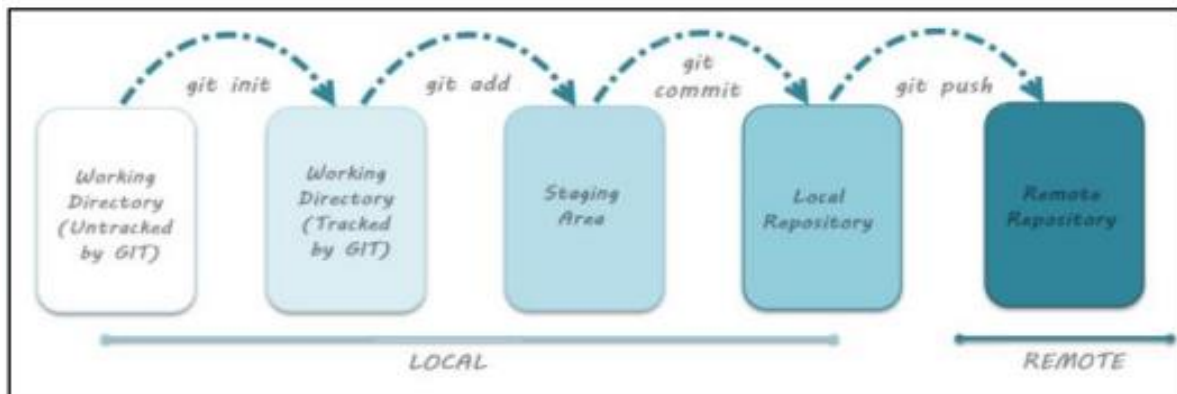 git init
git add
git
commit
git push
Working
Directory
(Untracked
by GIT)
Working
Directory
(Tracked
by GIT)
Staging
Area
Local
Repository
Remote
Repository
LOCAL
REMOTE